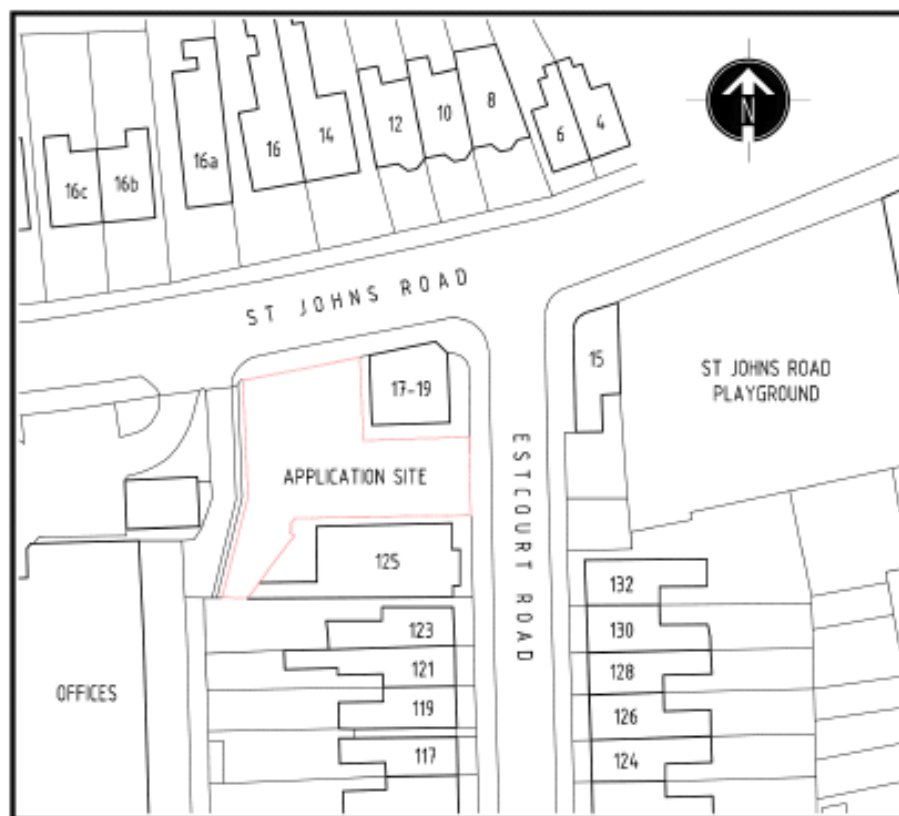 16c
16b
16a
16
14
12
10
8
6
4
N
ST JOHNS ROAD
17-19
15
ST JOHNS ROAD
PLAYGROUND
APPLICATION SITE
ESTCOURT ROAD
125
132
123
130
121
128
OFFICES
119
126
117
124